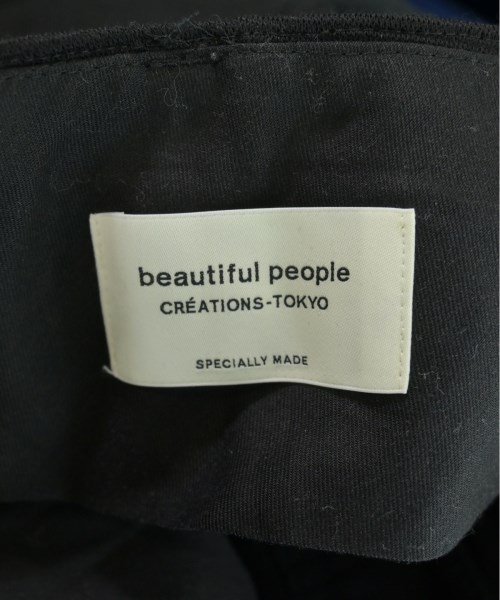 beautiful people
CRÉATIONS-TOKYO
SPECIALLY MADE